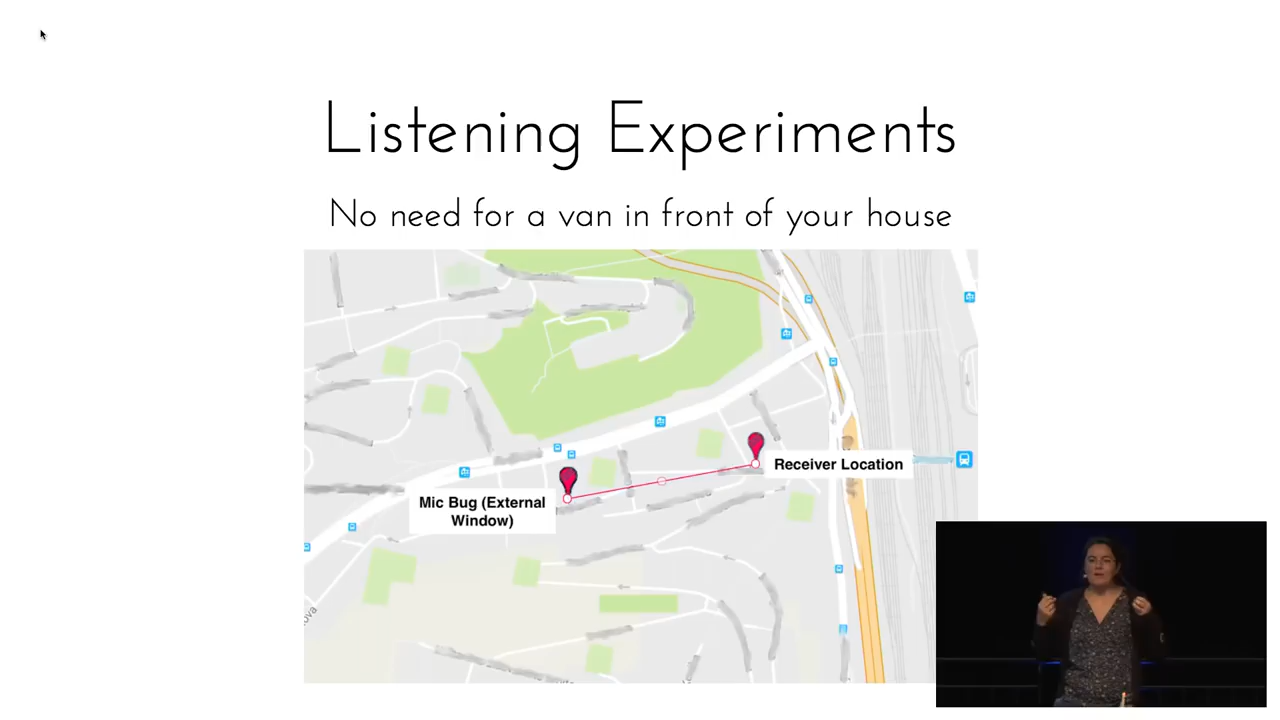 Listening Experiments
No need for a van in front of your house
Receiver Location
Mic Bug (External
Window)